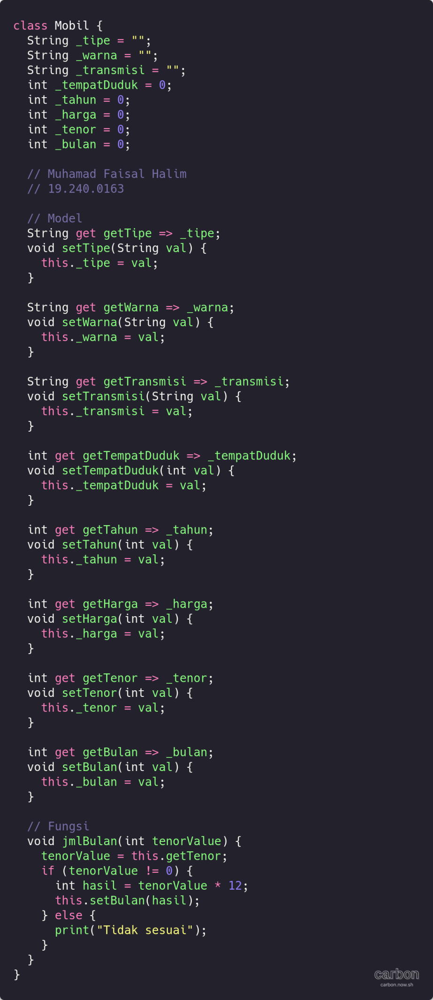 class Mobil {
  String _tipe = "";
  String _warna = "";
  String _transmisi = "";
  int _tempatDuduk = 0;
  int _tahun = 0;
  int _harga = 0;
  int _tenor = 0;
  int _bulan = 0;

  // Muhamad Faisal Halim
  // 19.240.0163

  // Model
  String get getTipe => _tipe;
  void setTipe(String val) {
    this._tipe = val;
  }

  String get getWarna => _warna;
  void setWarna(String val) {
    this._warna = val;
  }

  String get getTransmisi => _transmisi;
  void setTransmisi(String val) {
    this._transmisi = val;
  }

  int get getTempatDuduk => _tempatDuduk;
  void setTempatDuduk(int val) {
    this._tempatDuduk = val;
  }

  int get getTahun => _tahun;
  void setTahun(int val) {
    this._tahun = val;
  }

  int get getHarga => _harga;
  void setHarga(int val) {
    this._harga = val;
  }

  int get getTenor => _tenor;
  void setTenor(int val) {
    this._tenor = val;
  }

  int get getBulan => _bulan;
  void setBulan(int val) {
    this._bulan = val;
  }

  // Fungsi
  void jmlBulan(int tenorValue) {
    tenorValue = this.getTenor;
    if (tenorValue != 0) {
      int hasil = tenorValue * 12;
      this.setBulan(hasil);
    } else {
      print("Tidak sesuai");
    }
  }
}
carbon
carbon.now.sh